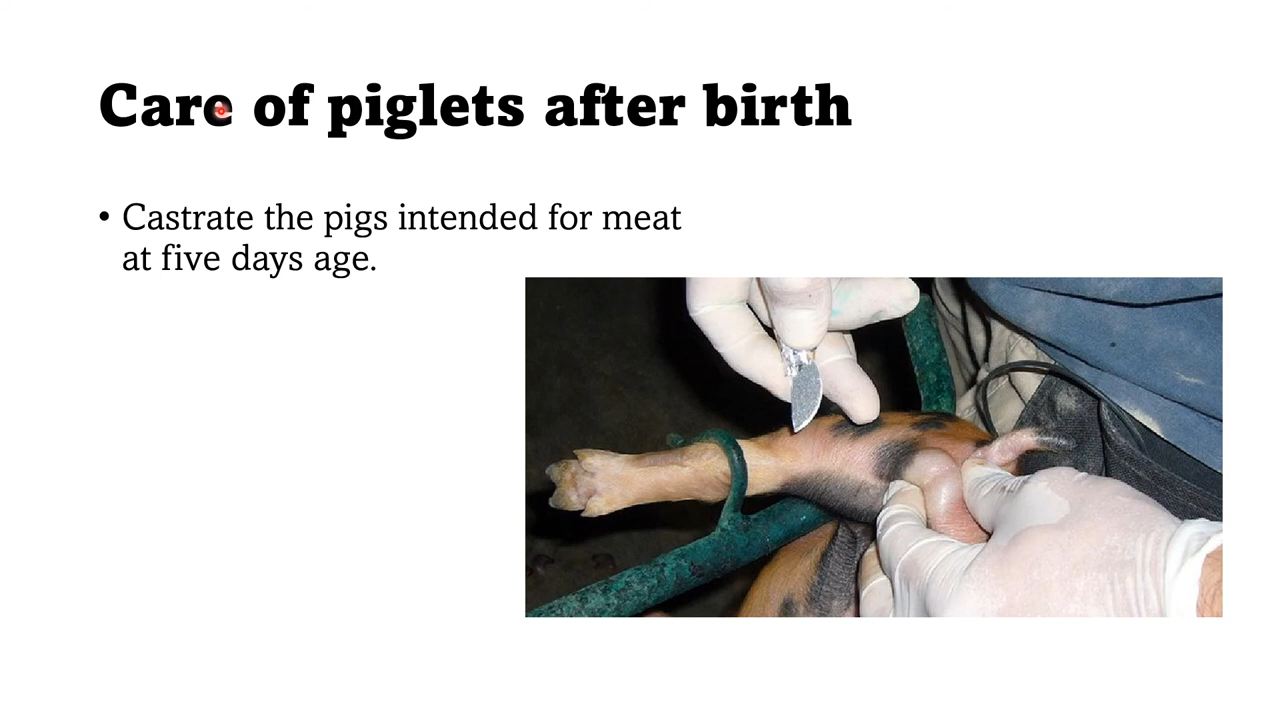 Care of piglets after birth
• Castrate the pigs intended for meat
at five days age.